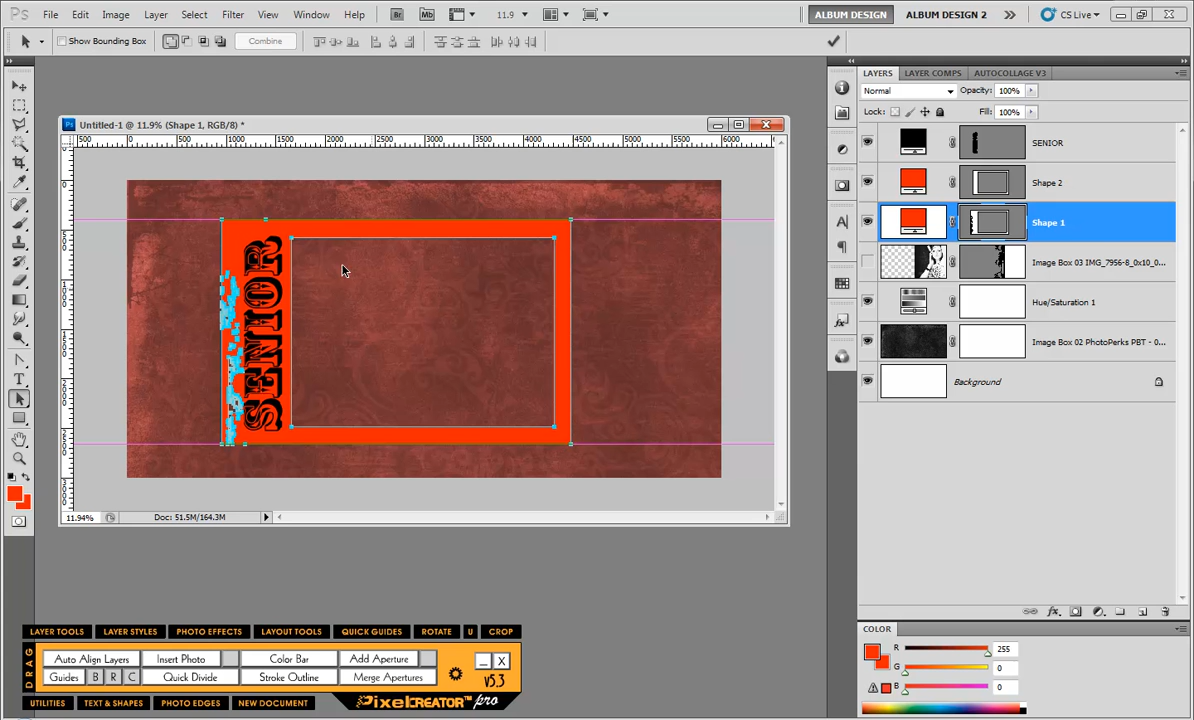 Ps File Edit Image Layer Select Filter View Window Help Br Mb 11.9 ALBUM DESIGN ALBUM DESIGN 2 CS Live
Show Bounding Box Combine
LAYERS LAYER COMPS AUTOCOLLAGE V3
Normal Opacity: 100%
Lock: Fill: 100%
Untitled-1 @ 11.9% (Shape 1, RGB/8) *
500 0 500 1000 1500 2000 2500 3000 3500 4000 4500 5000 5500 6000
SENIOR
SENIOR
Shape 2
Shape 1
Image Box 03 IMG_7956-8_0x10_0...
Hue/Saturation 1
Image Box 02 PhotoPerks PBT - 0...
Background
11.94% Doc: 51.5M/164.3M
LAYER TOOLS LAYER STYLES PHOTO EFFECTS LAYOUT TOOLS QUICK GUIDES ROTATE U CROP
DRAG
Auto Align Layers Insert Photo Color Bar Add Aperture _ X
Guides B R C Quick Divide Stroke Outline Merge Apertures v5.3
UTILITIES TEXT & SHAPES PHOTO EDGES NEW DOCUMENT PixelCREATOR pro
COLOR
R 255
G 0
B 0